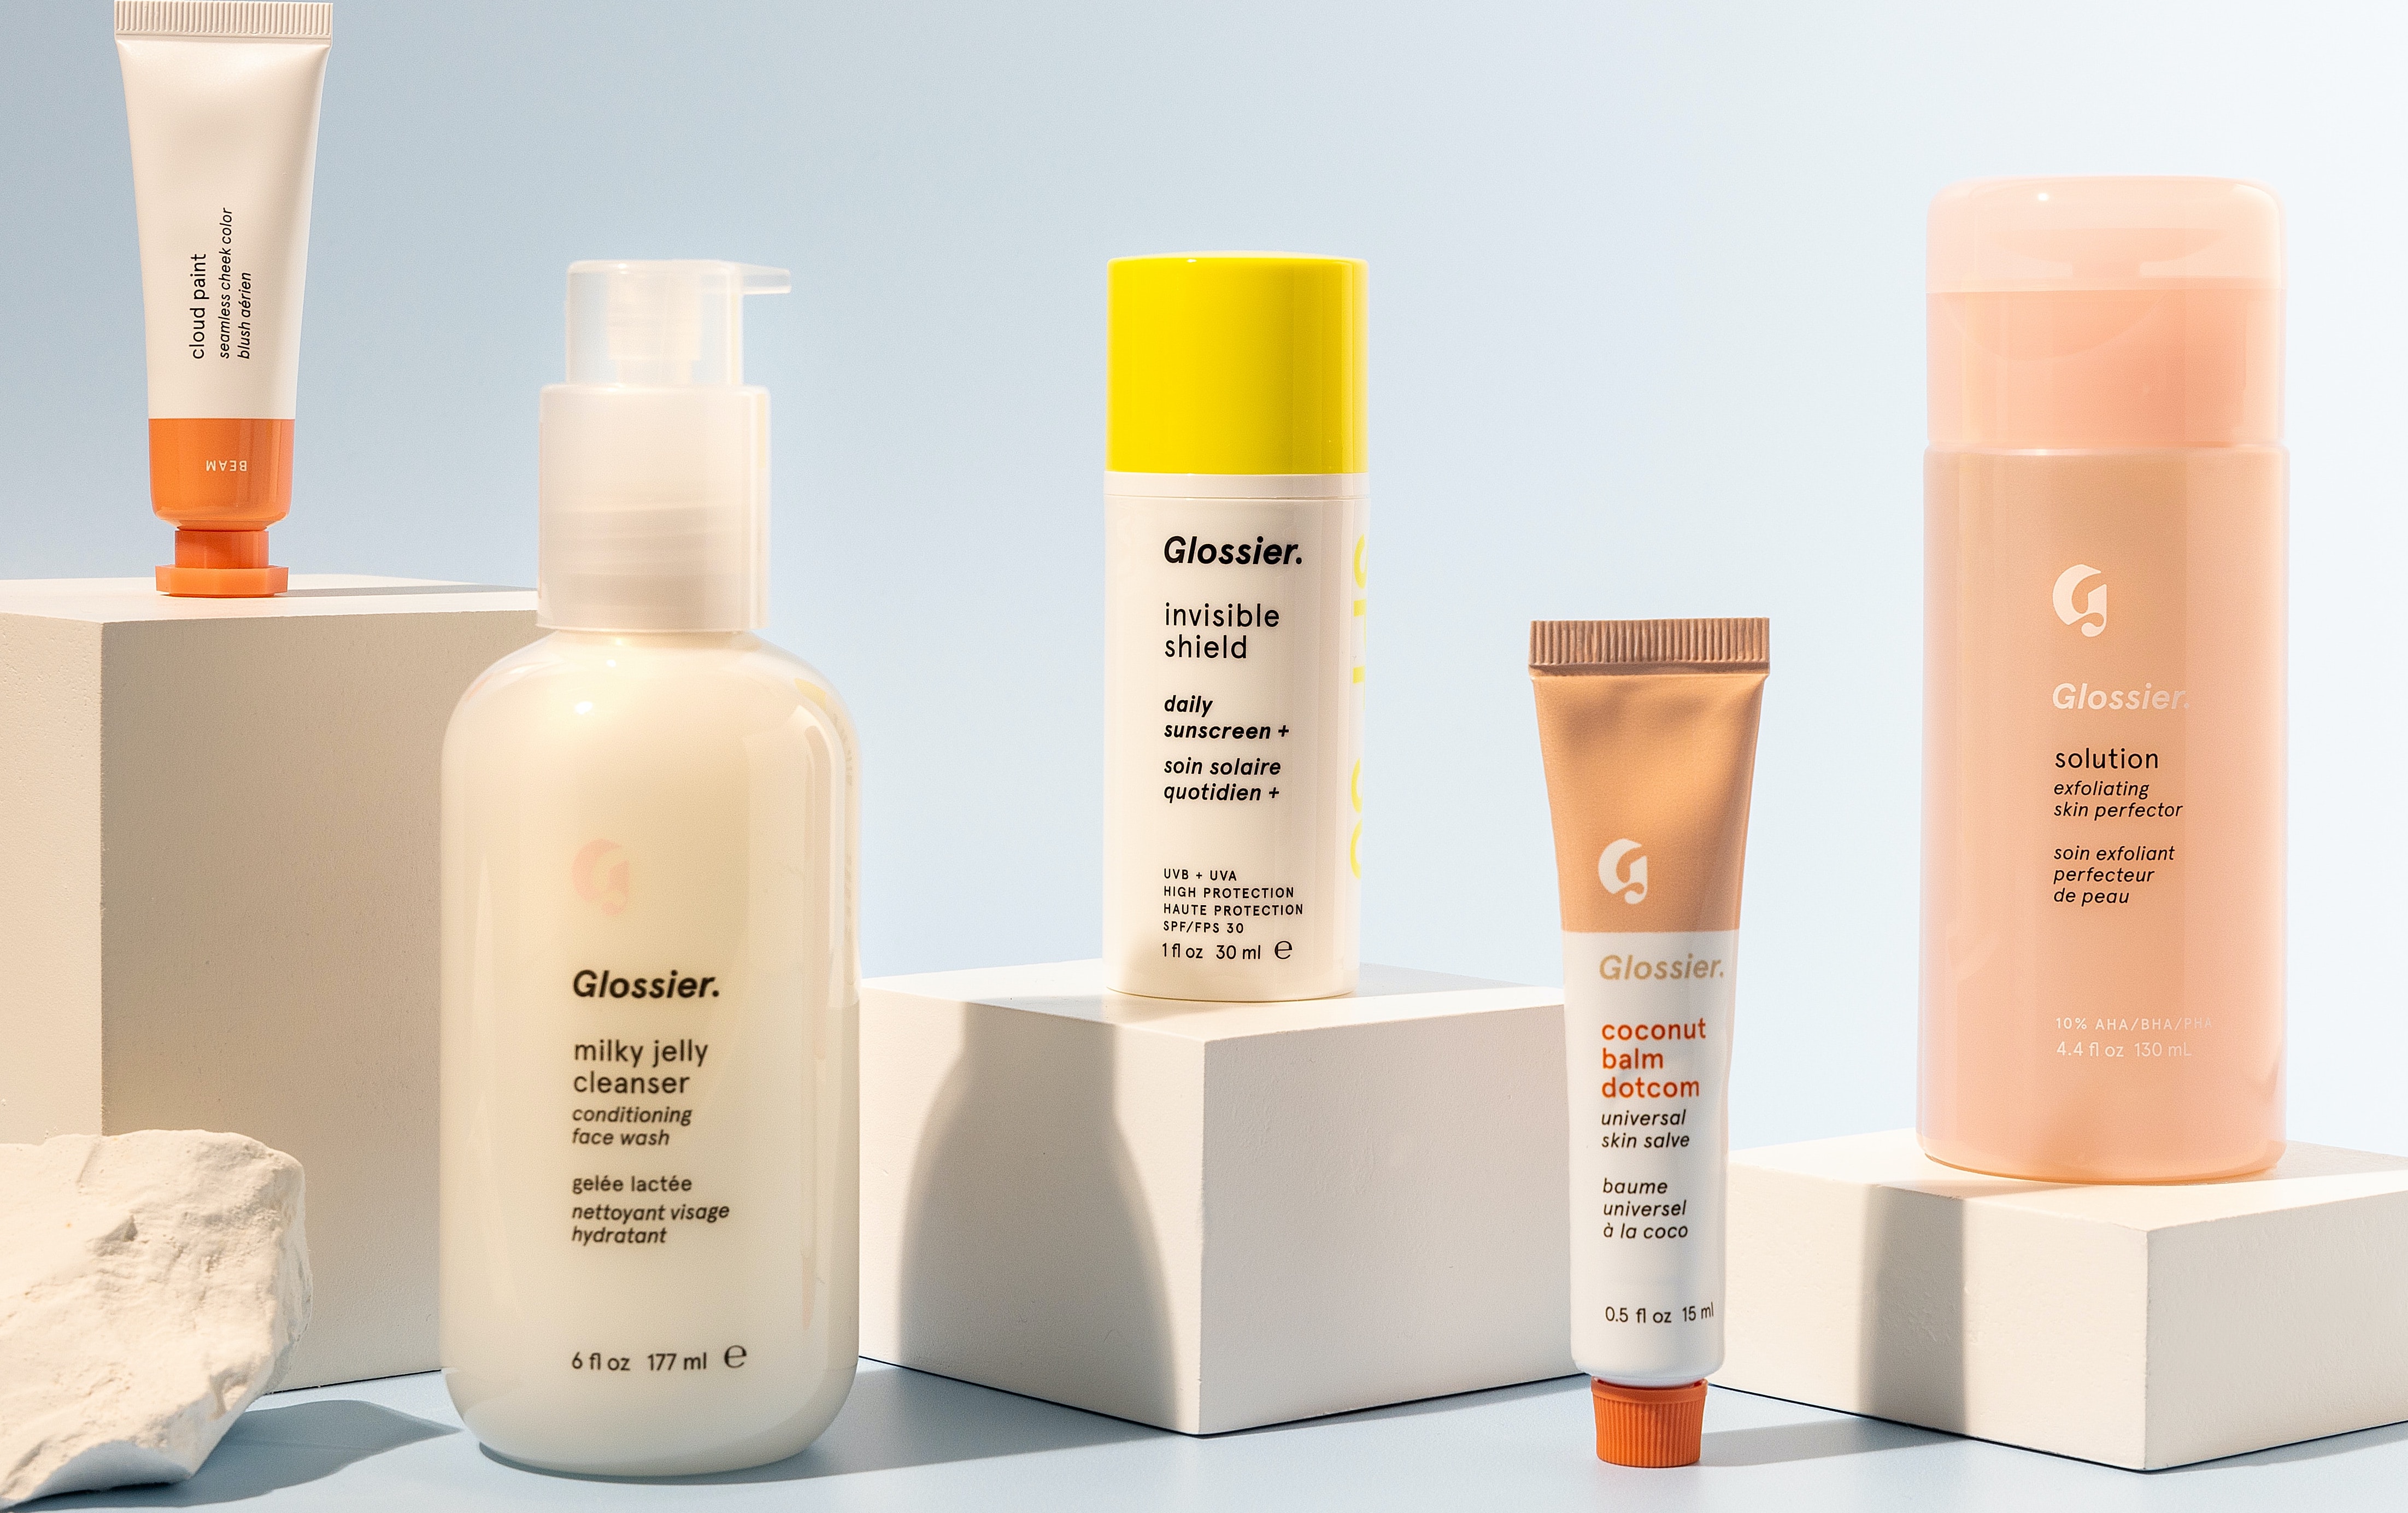 cloud paint
seamless cheek color
blush aérien
BEAM
Glossier.
milky jelly
cleanser
conditioning
face wash
gelée lactée
nettoyant visage
hydratant
6 fl oz 177 ml ℮
Glossier.
invisible
shield
daily
sunscreen +
soin solaire
quotidien +
UVB + UVA
HIGH PROTECTION
HAUTE PROTECTION
SPF/FPS 30
1 fl oz 30 ml ℮
G
Glossier.
coconut
balm
dotcom
universal
skin salve
baume
universel
à la coco
0.5 fl oz 15 ml
G
Glossier.
solution
exfoliating
skin perfector
soin exfoliant
perfecteur
de peau
10% AHA/BHA/PHA
4.4 fl oz 130 mL